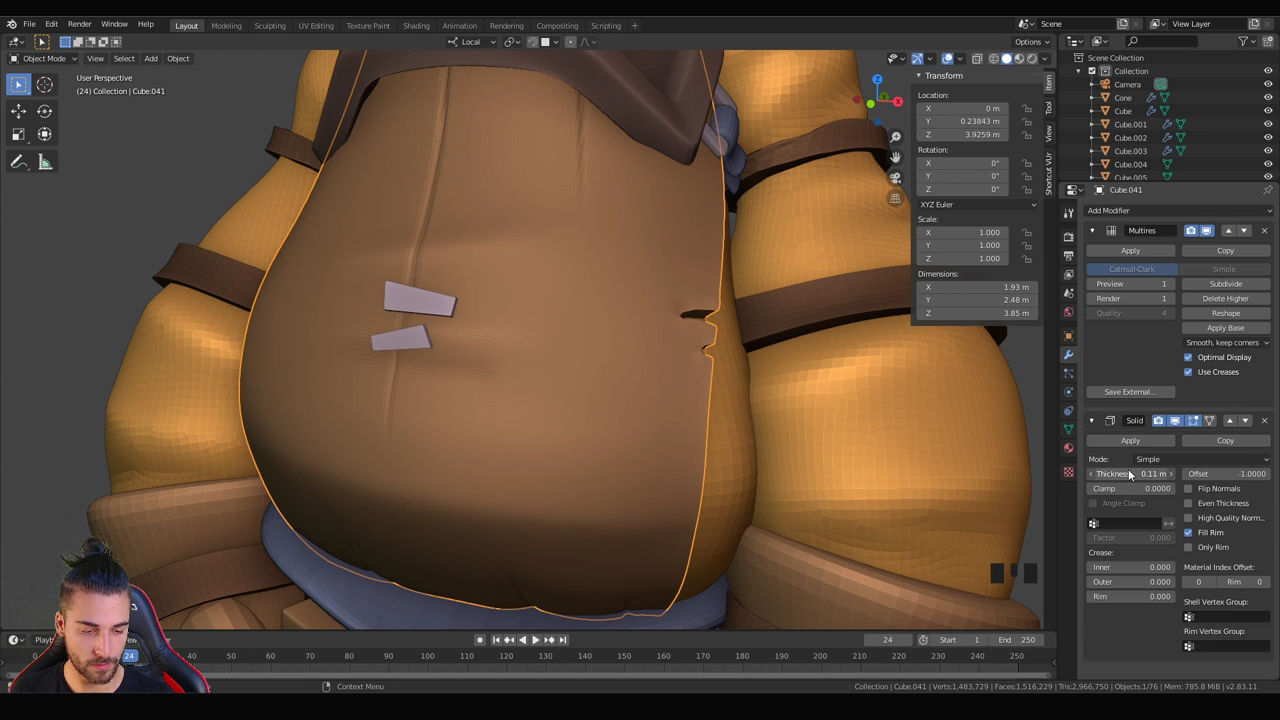 File Edit Render Window Help Layout Modeling Sculpting UV Editing Texture Paint Shading Animation Rendering Compositing Scripting + Scene View Layer
Local Options
Object Mode View Select Add Object
User Perspective
(24) Collection | Cube.041
Transform
Location:
X 0 m
Y 0.23843 m
Z 3.9259 m
Rotation:
X 0°
Y 0°
Z 0°
XYZ Euler
Scale:
X 1.000
Y 1.000
Z 1.000
Dimensions:
X 1.93 m
Y 2.48 m
Z 3.85 m
Item
Tool
View
Shortcut VUr
Z
X
Scene Collection
Collection
Camera
Cone
Cube
Cube.001
Cube.002
Cube.003
Cube.004
Cube.005
Cube.041
Add Modifier
Multires
Apply Copy
Catmull-Clark Simple
Preview 1 Subdivide
Render 1 Delete Higher
Quality 4 Reshape
Apply Base
Smooth, keep corners
Optimal Display
Use Creases
Save External...
Solid
Apply Copy
Mode: Simple
Thickness 0.11 m Offset -1.0000
Clamp 0.0000 Flip Normals
Angle Clamp Even Thickness
High Quality Norm...
Factor 0.000 Fill Rim
Crease: Only Rim
Inner 0.000 Material Index Offset:
Outer 0.000 0 Rim 0
Rim 0.000
Shell Vertex Group:
Rim Vertex Group:
24 Start 1 End 250
0 24 30 40 50 60 70 80 90 100 110 120 130 140 150 160 170 180 190 200 210 220 230 240 250
Context Menu Collection | Cube.041 | Verts:1,483,729 | Faces:1,516,229 | Tris:2,966,750 | Objects:1/76 | Mem: 785.8 MiB | v2.83.11